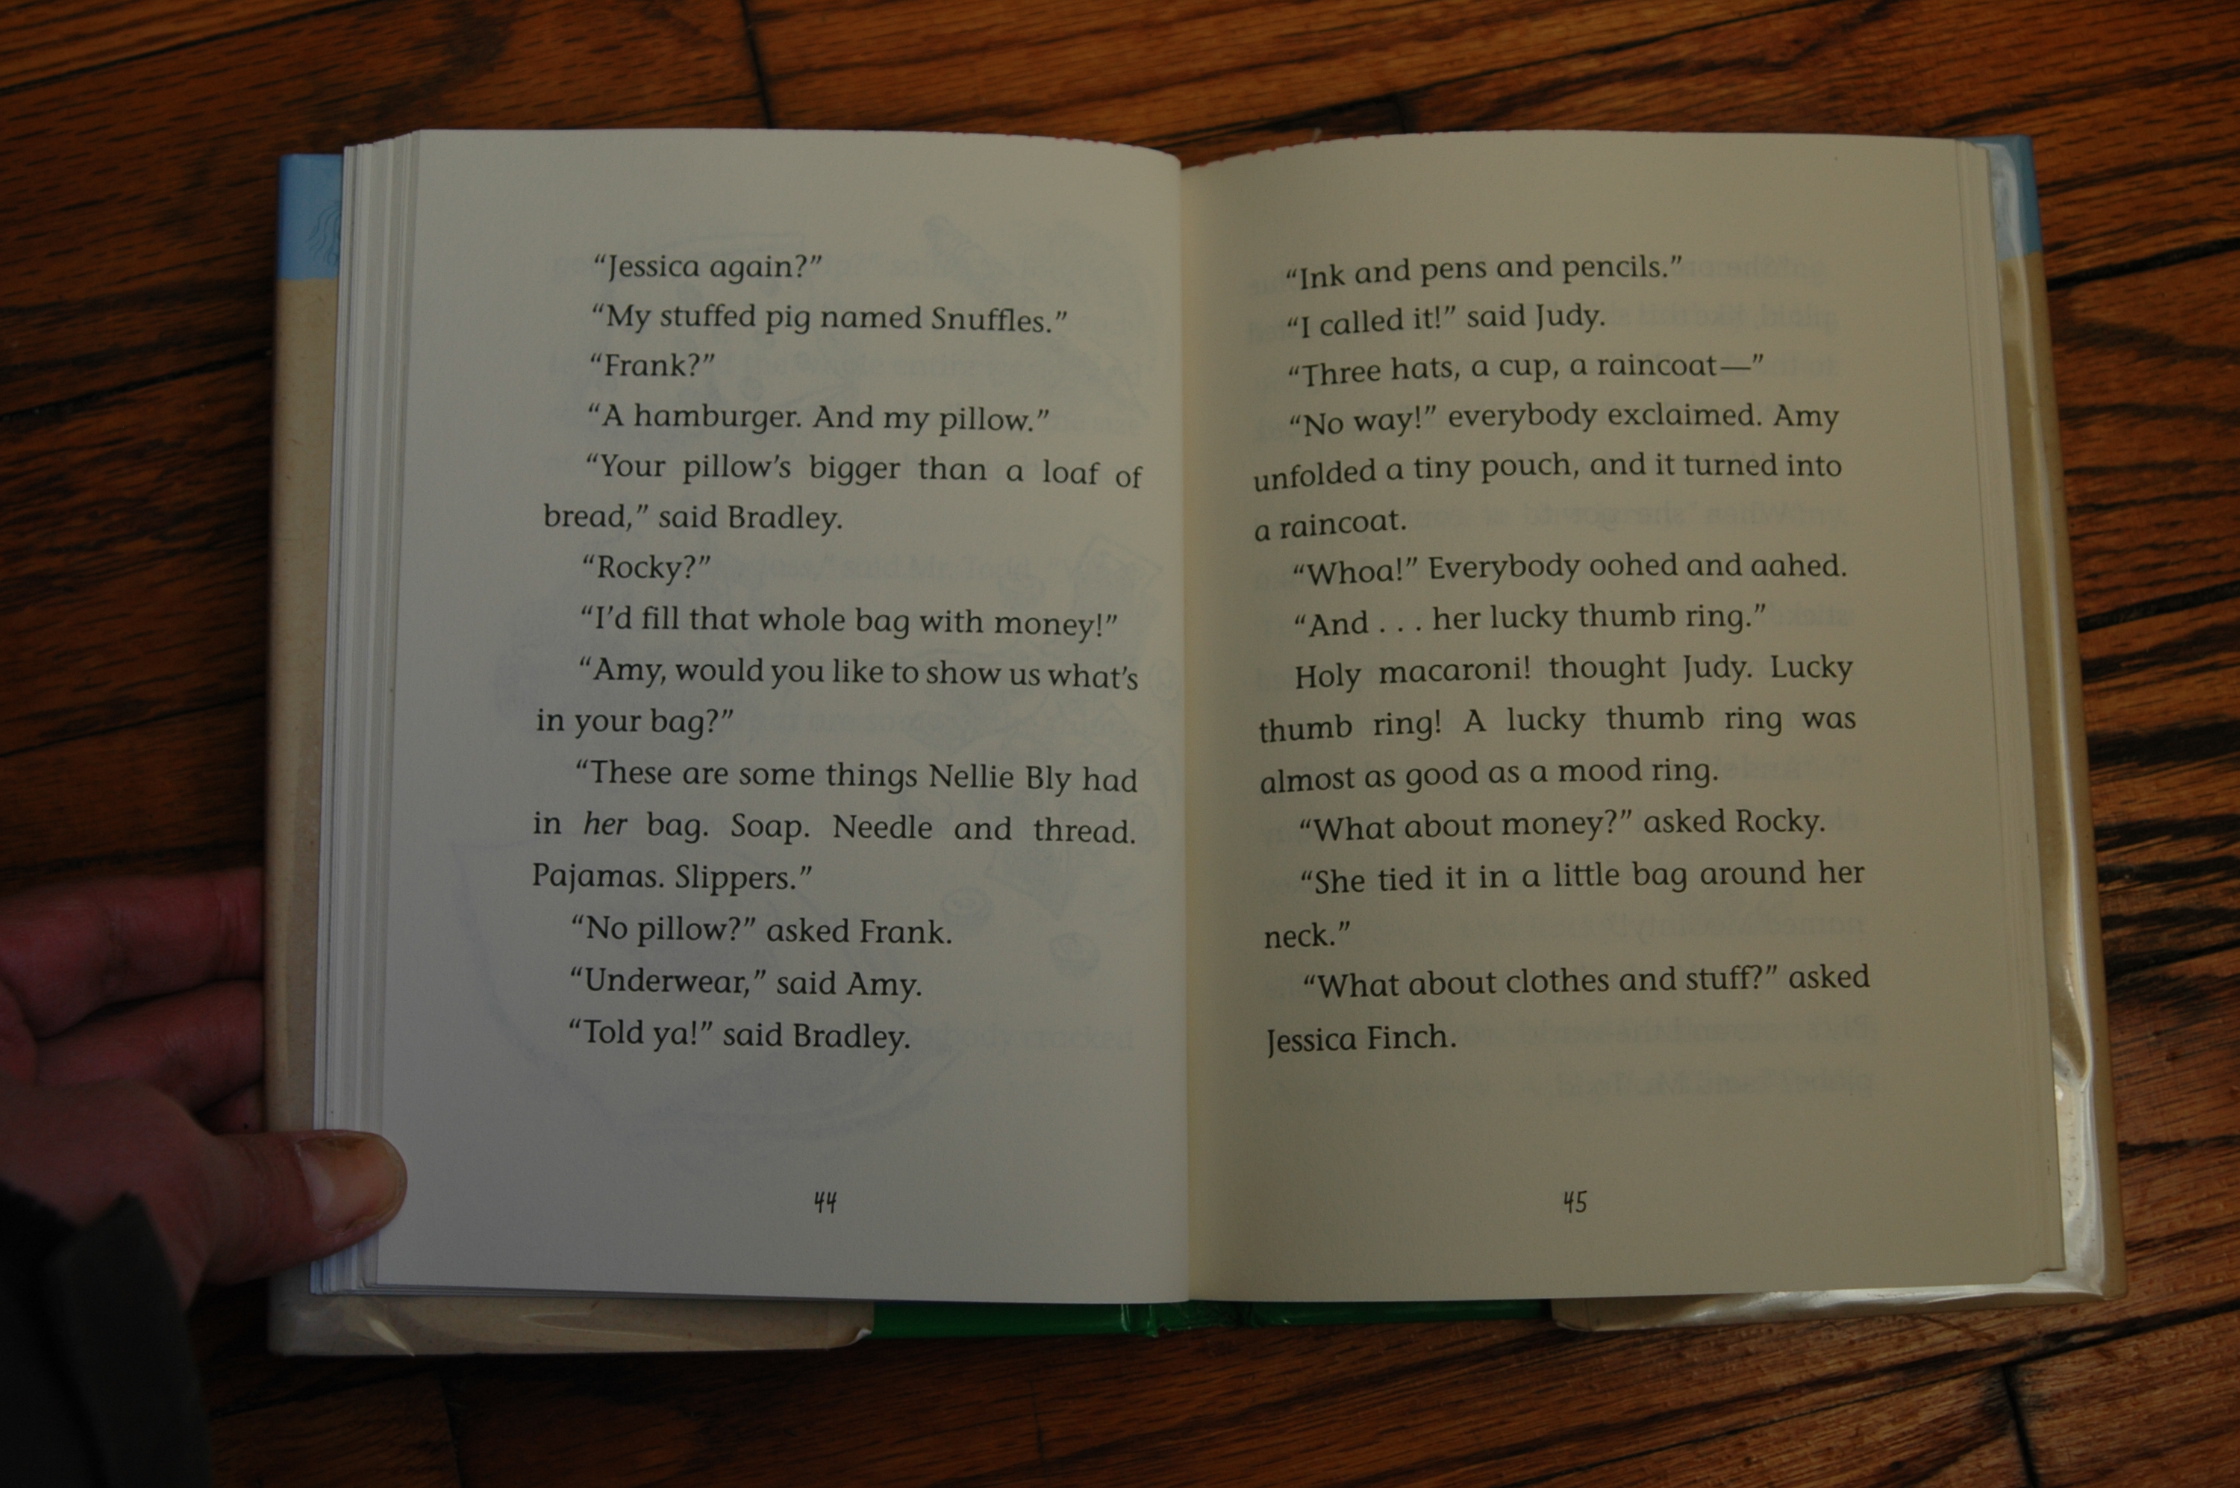 “Jessica again?”
“My stuffed pig named Snuffles.”
“Frank?”
“A hamburger. And my pillow.”
“Your pillow’s bigger than a loaf of
bread,” said Bradley.
“Rocky?”
“I’d fill that whole bag with money!”
“Amy, would you like to show us what’s
in your bag?”
“These are some things Nellie Bly had
in her bag. Soap. Needle and thread.
Pajamas. Slippers.”
“No pillow?” asked Frank.
“Underwear,” said Amy.
“Told ya!” said Bradley.
44
“Ink and pens and pencils.”
“I called it!” said Judy.
“Three hats, a cup, a raincoat—”
“No way!” everybody exclaimed. Amy
unfolded a tiny pouch, and it turned into
a raincoat.
“Whoa!” Everybody oohed and aahed.
“And . . . her lucky thumb ring.”
Holy macaroni! thought Judy. Lucky
thumb ring! A lucky thumb ring was
almost as good as a mood ring.
“What about money?” asked Rocky.
“She tied it in a little bag around her
neck.”
“What about clothes and stuff?” asked
Jessica Finch.
45